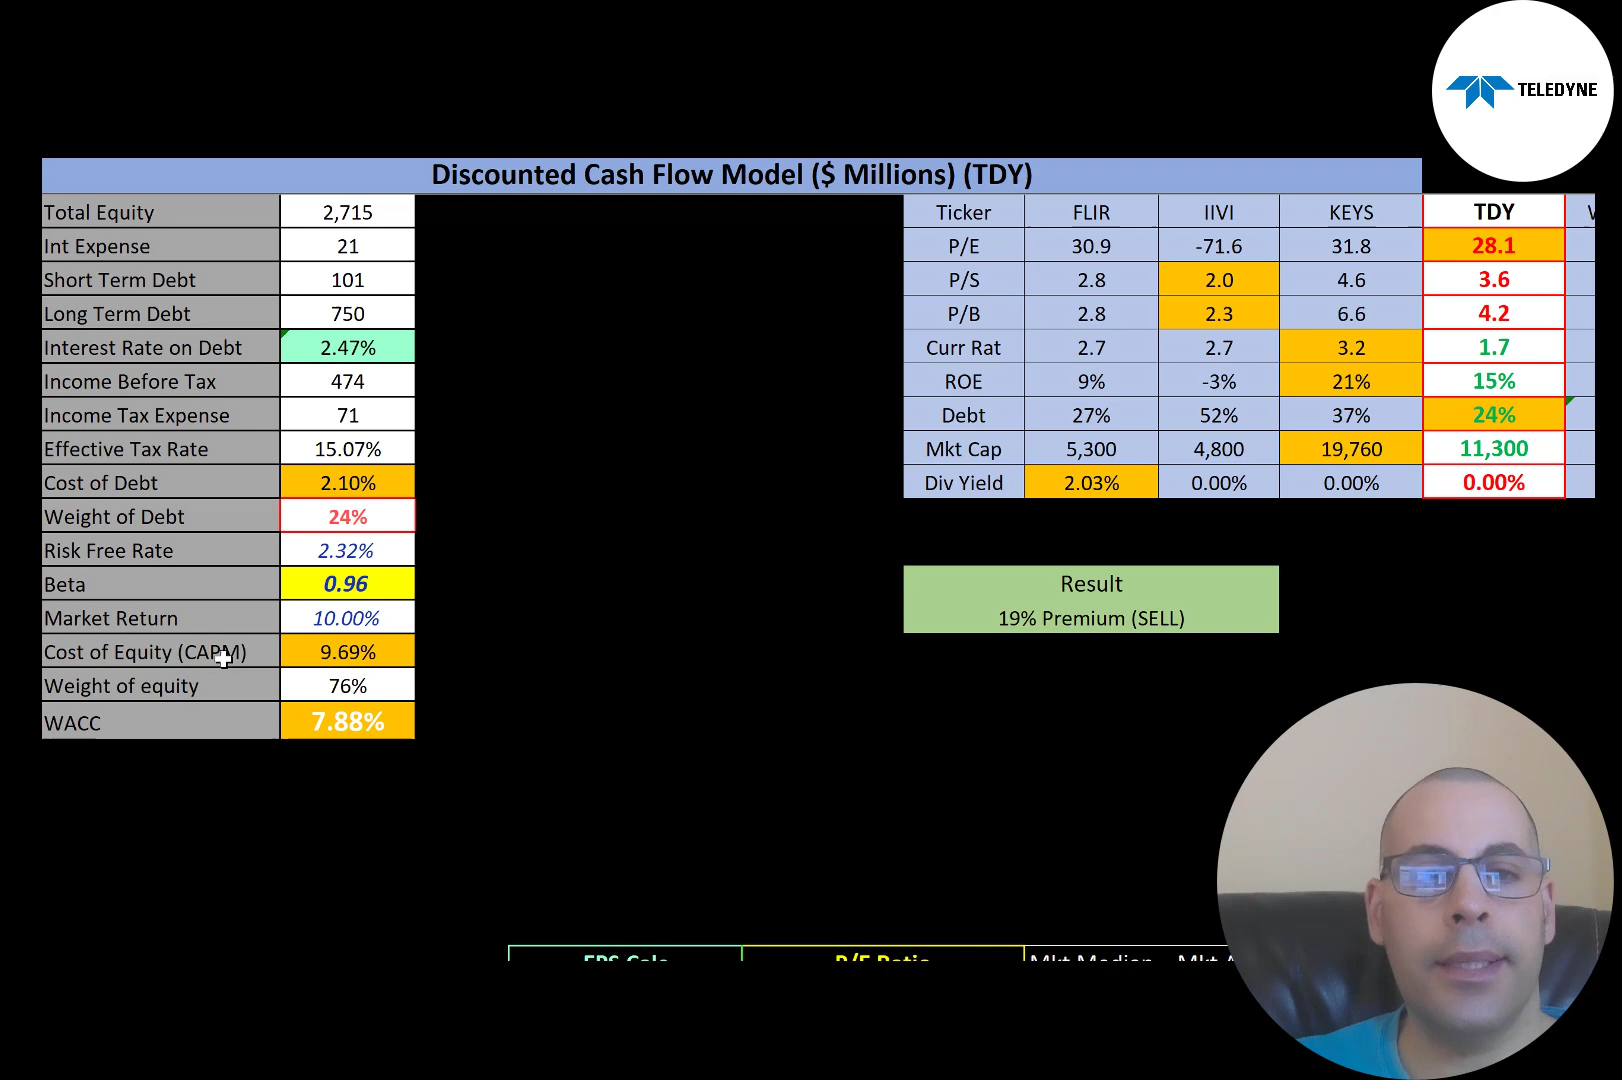 TELEDYNE
Discounted Cash Flow Model ($ Millions) (TDY)
Total Equity 2,715
Int Expense 21
Short Term Debt 101
Long Term Debt 750
Interest Rate on Debt 2.47%
Income Before Tax 474
Income Tax Expense 71
Effective Tax Rate 15.07%
Cost of Debt 2.10%
Weight of Debt 24%
Risk Free Rate 2.32%
Beta 0.96
Market Return 10.00%
Cost of Equity (CAPM) 9.69%
Weight of equity 76%
WACC 7.88%
Ticker FLIR IIVI KEYS TDY
P/E 30.9 -71.6 31.8 28.1
P/S 2.8 2.0 4.6 3.6
P/B 2.8 2.3 6.6 4.2
Curr Rat 2.7 2.7 3.2 1.7
ROE 9% -3% 21% 15%
Debt 27% 52% 37% 24%
Mkt Cap 5,300 4,800 19,760 11,300
Div Yield 2.03% 0.00% 0.00% 0.00%
Result
19% Premium (SELL)
EPS Calc P/E Ratio Mkt Median Mkt